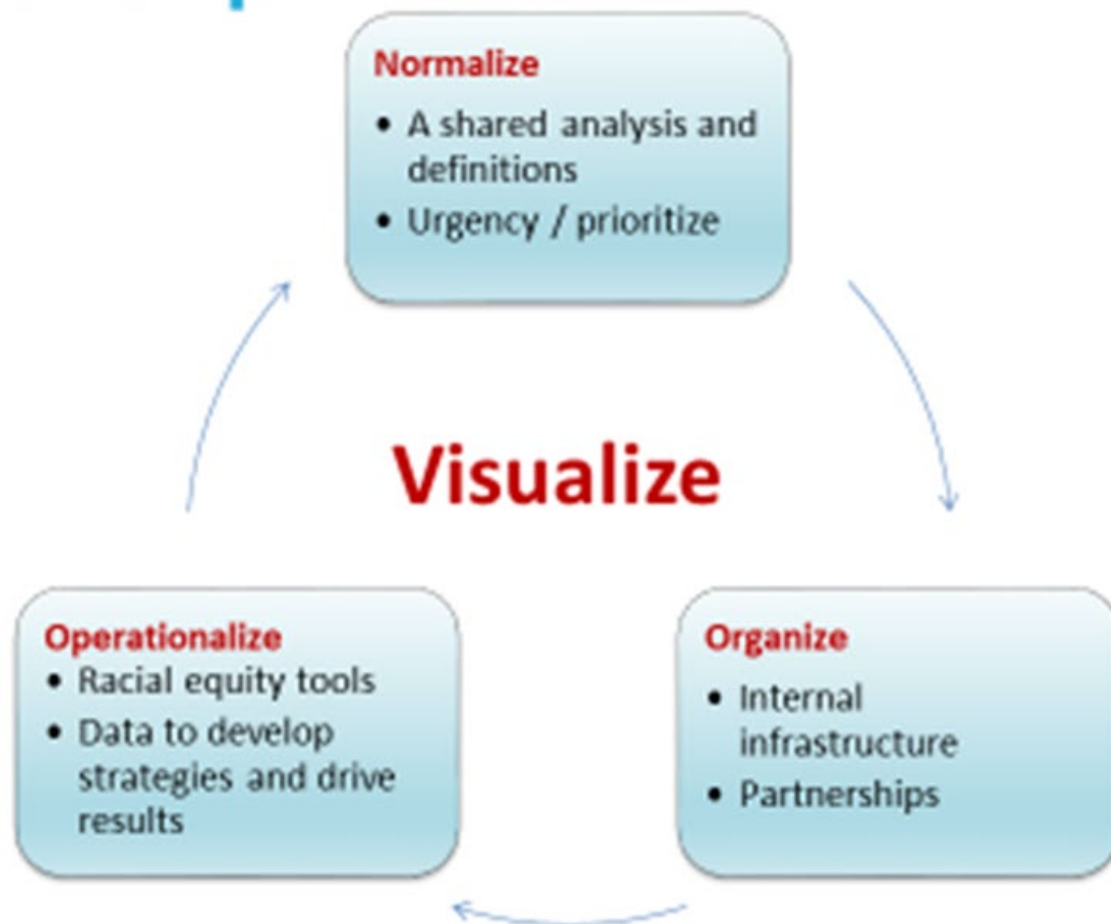 Normalize
• A shared analysis and
definitions
• Urgency / prioritize
Visualize
Operationalize
• Racial equity tools
• Data to develop
strategies and drive
results
Organize
• Internal
infrastructure
• Partnerships